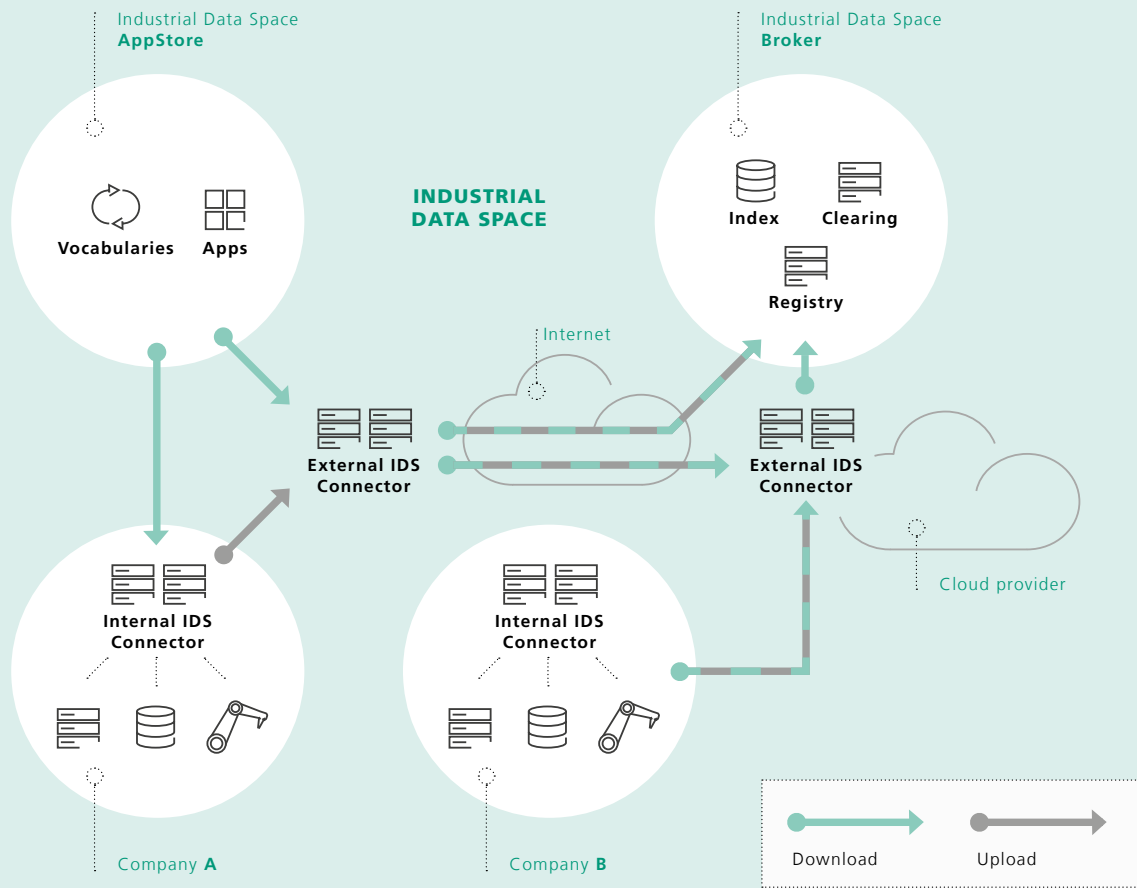 Industrial Data Space
AppStore
Industrial Data Space
Broker
INDUSTRIAL
DATA SPACE
Vocabularies
Apps
Index
Clearing
Registry
Internet
External IDS
Connector
External IDS
Connector
Cloud provider
Internal IDS
Connector
Internal IDS
Connector
Company A
Company B
Download
Upload